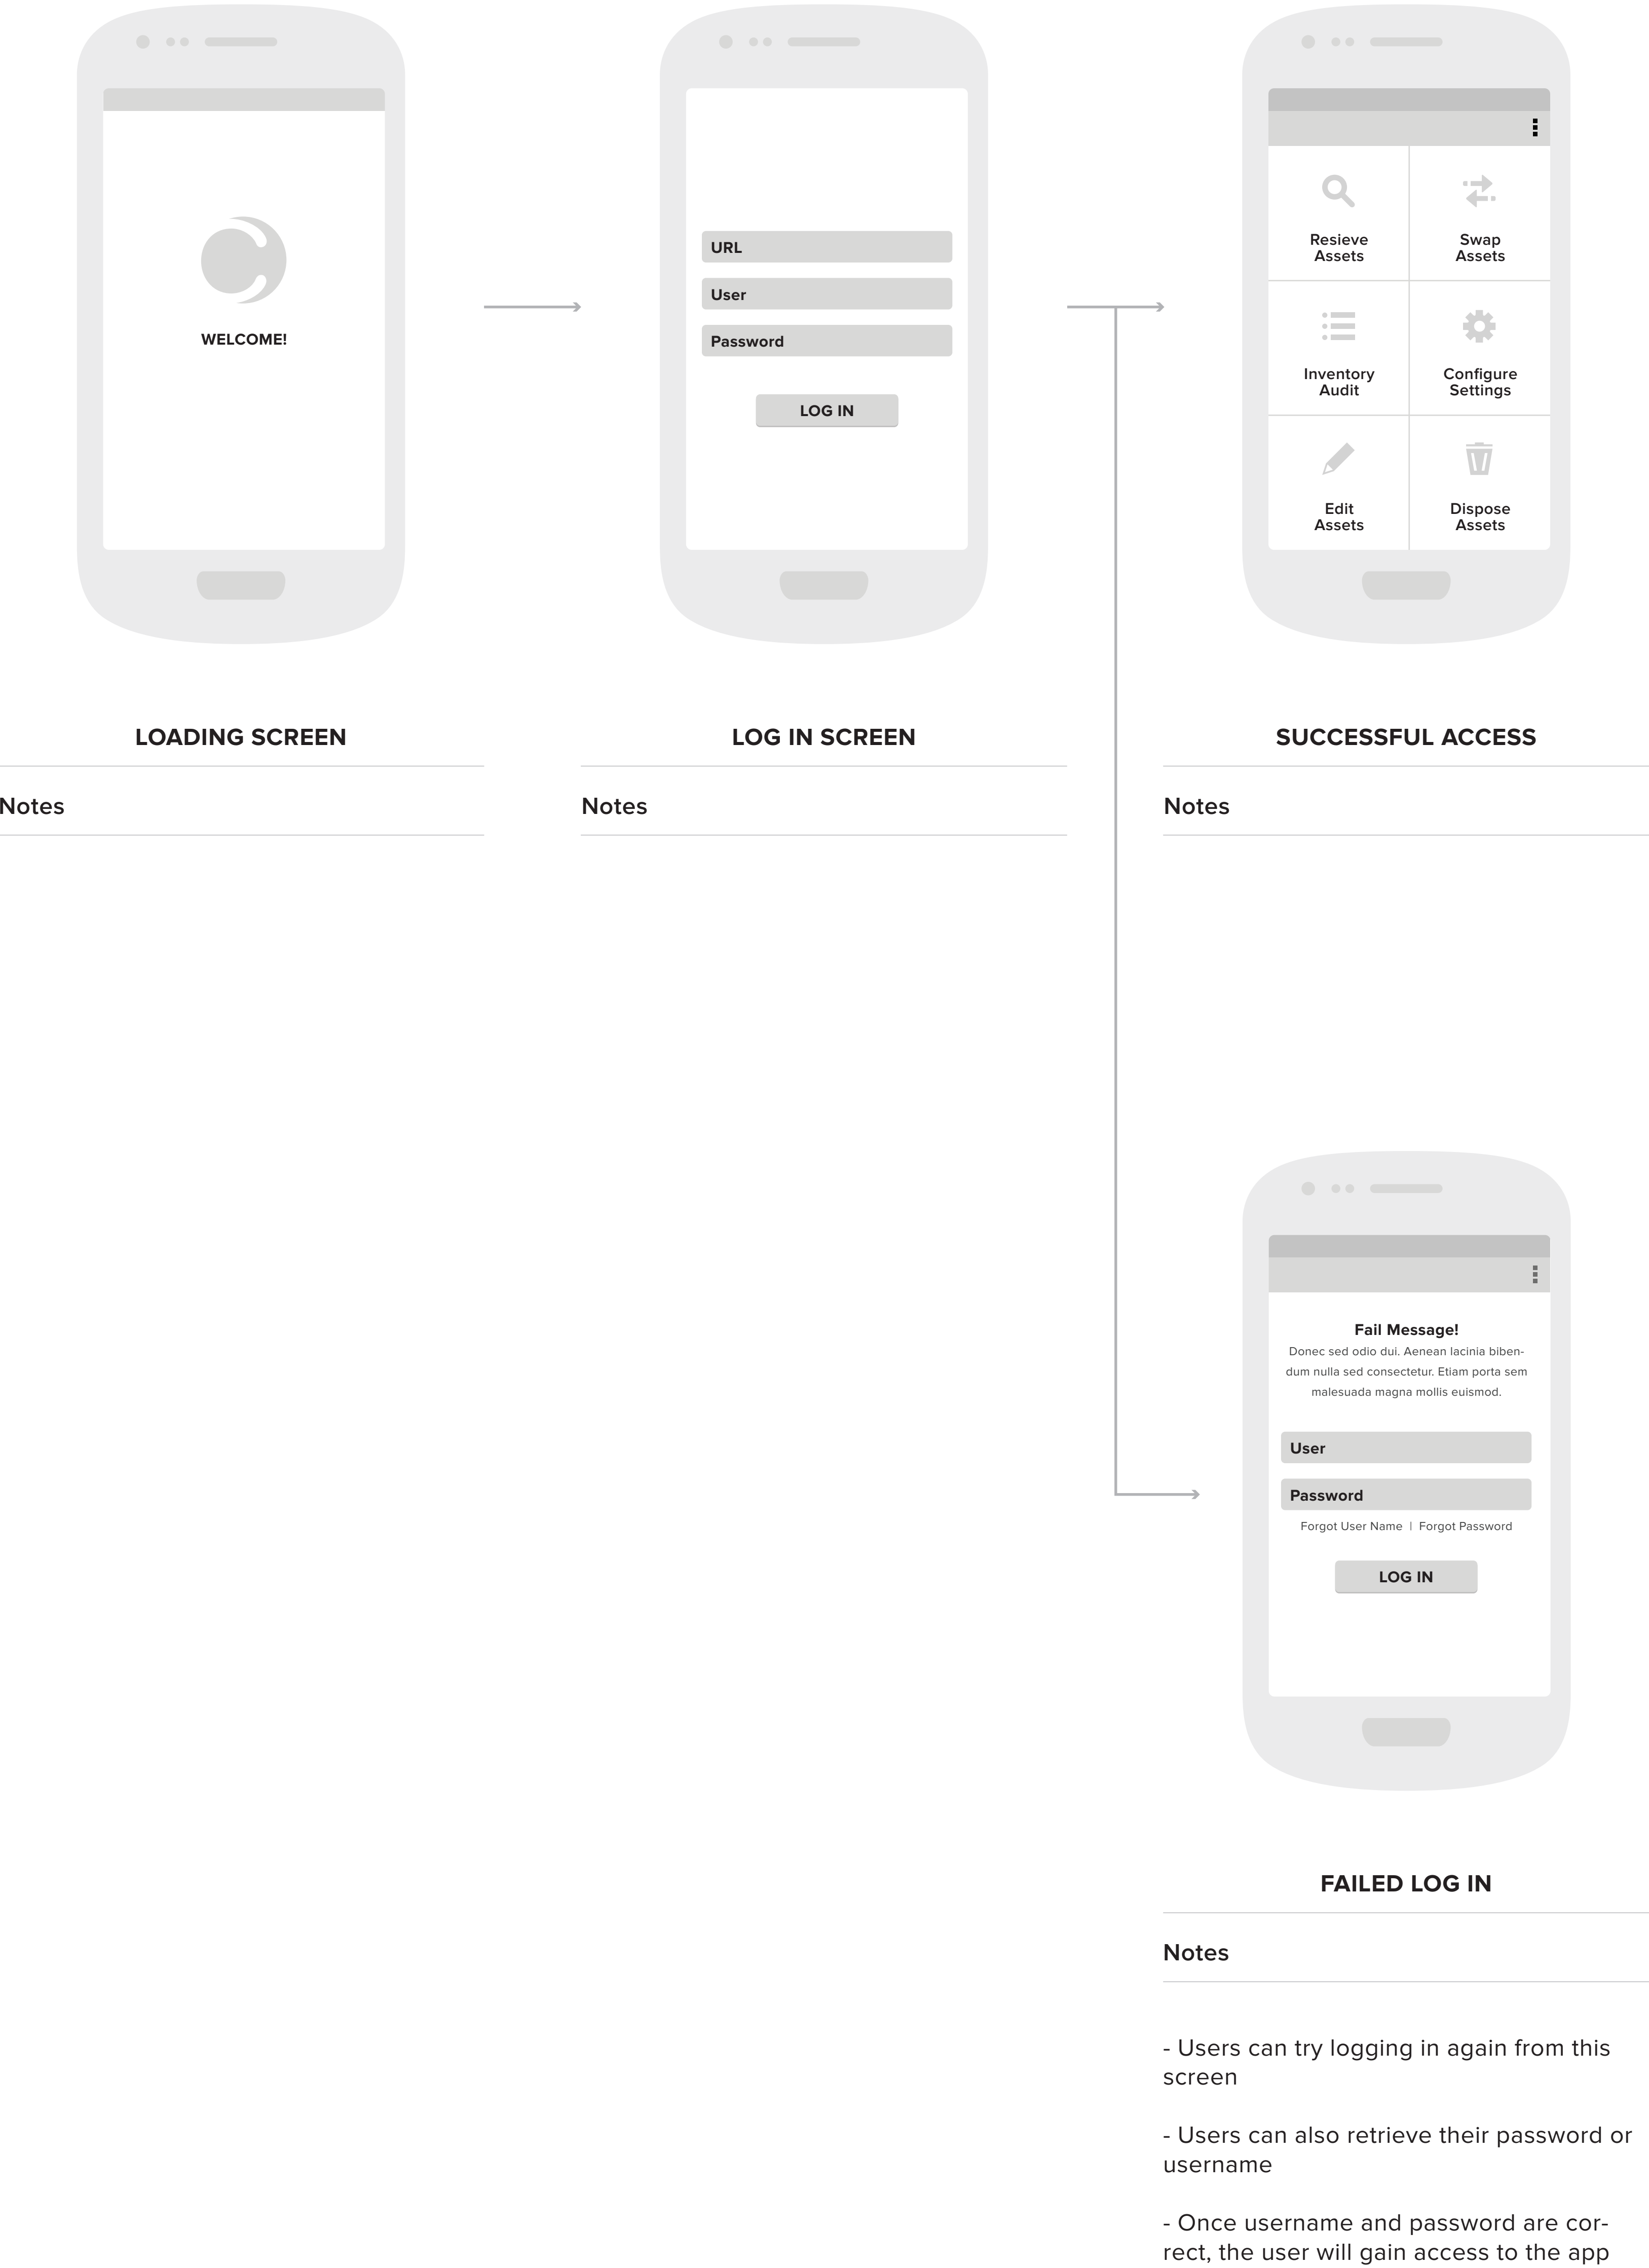 WELCOME!
LOADING SCREEN
Notes
URL
User
Password
LOG IN
LOG IN SCREEN
Notes
Resieve
Assets
Swap
Assets
Inventory
Audit
Configure
Settings
Edit
Assets
Dispose
Assets
SUCCESSFUL ACCESS
Notes
Fail Message!
Donec sed odio dui. Aenean lacinia biben-
dum nulla sed consectetur. Etiam porta sem
malesuada magna mollis euismod.
User
Password
Forgot User Name | Forgot Password
LOG IN
FAILED LOG IN
Notes
- Users can try logging in again from this
screen
- Users can also retrieve their password or
username
- Once username and password are cor-
rect, the user will gain access to the app